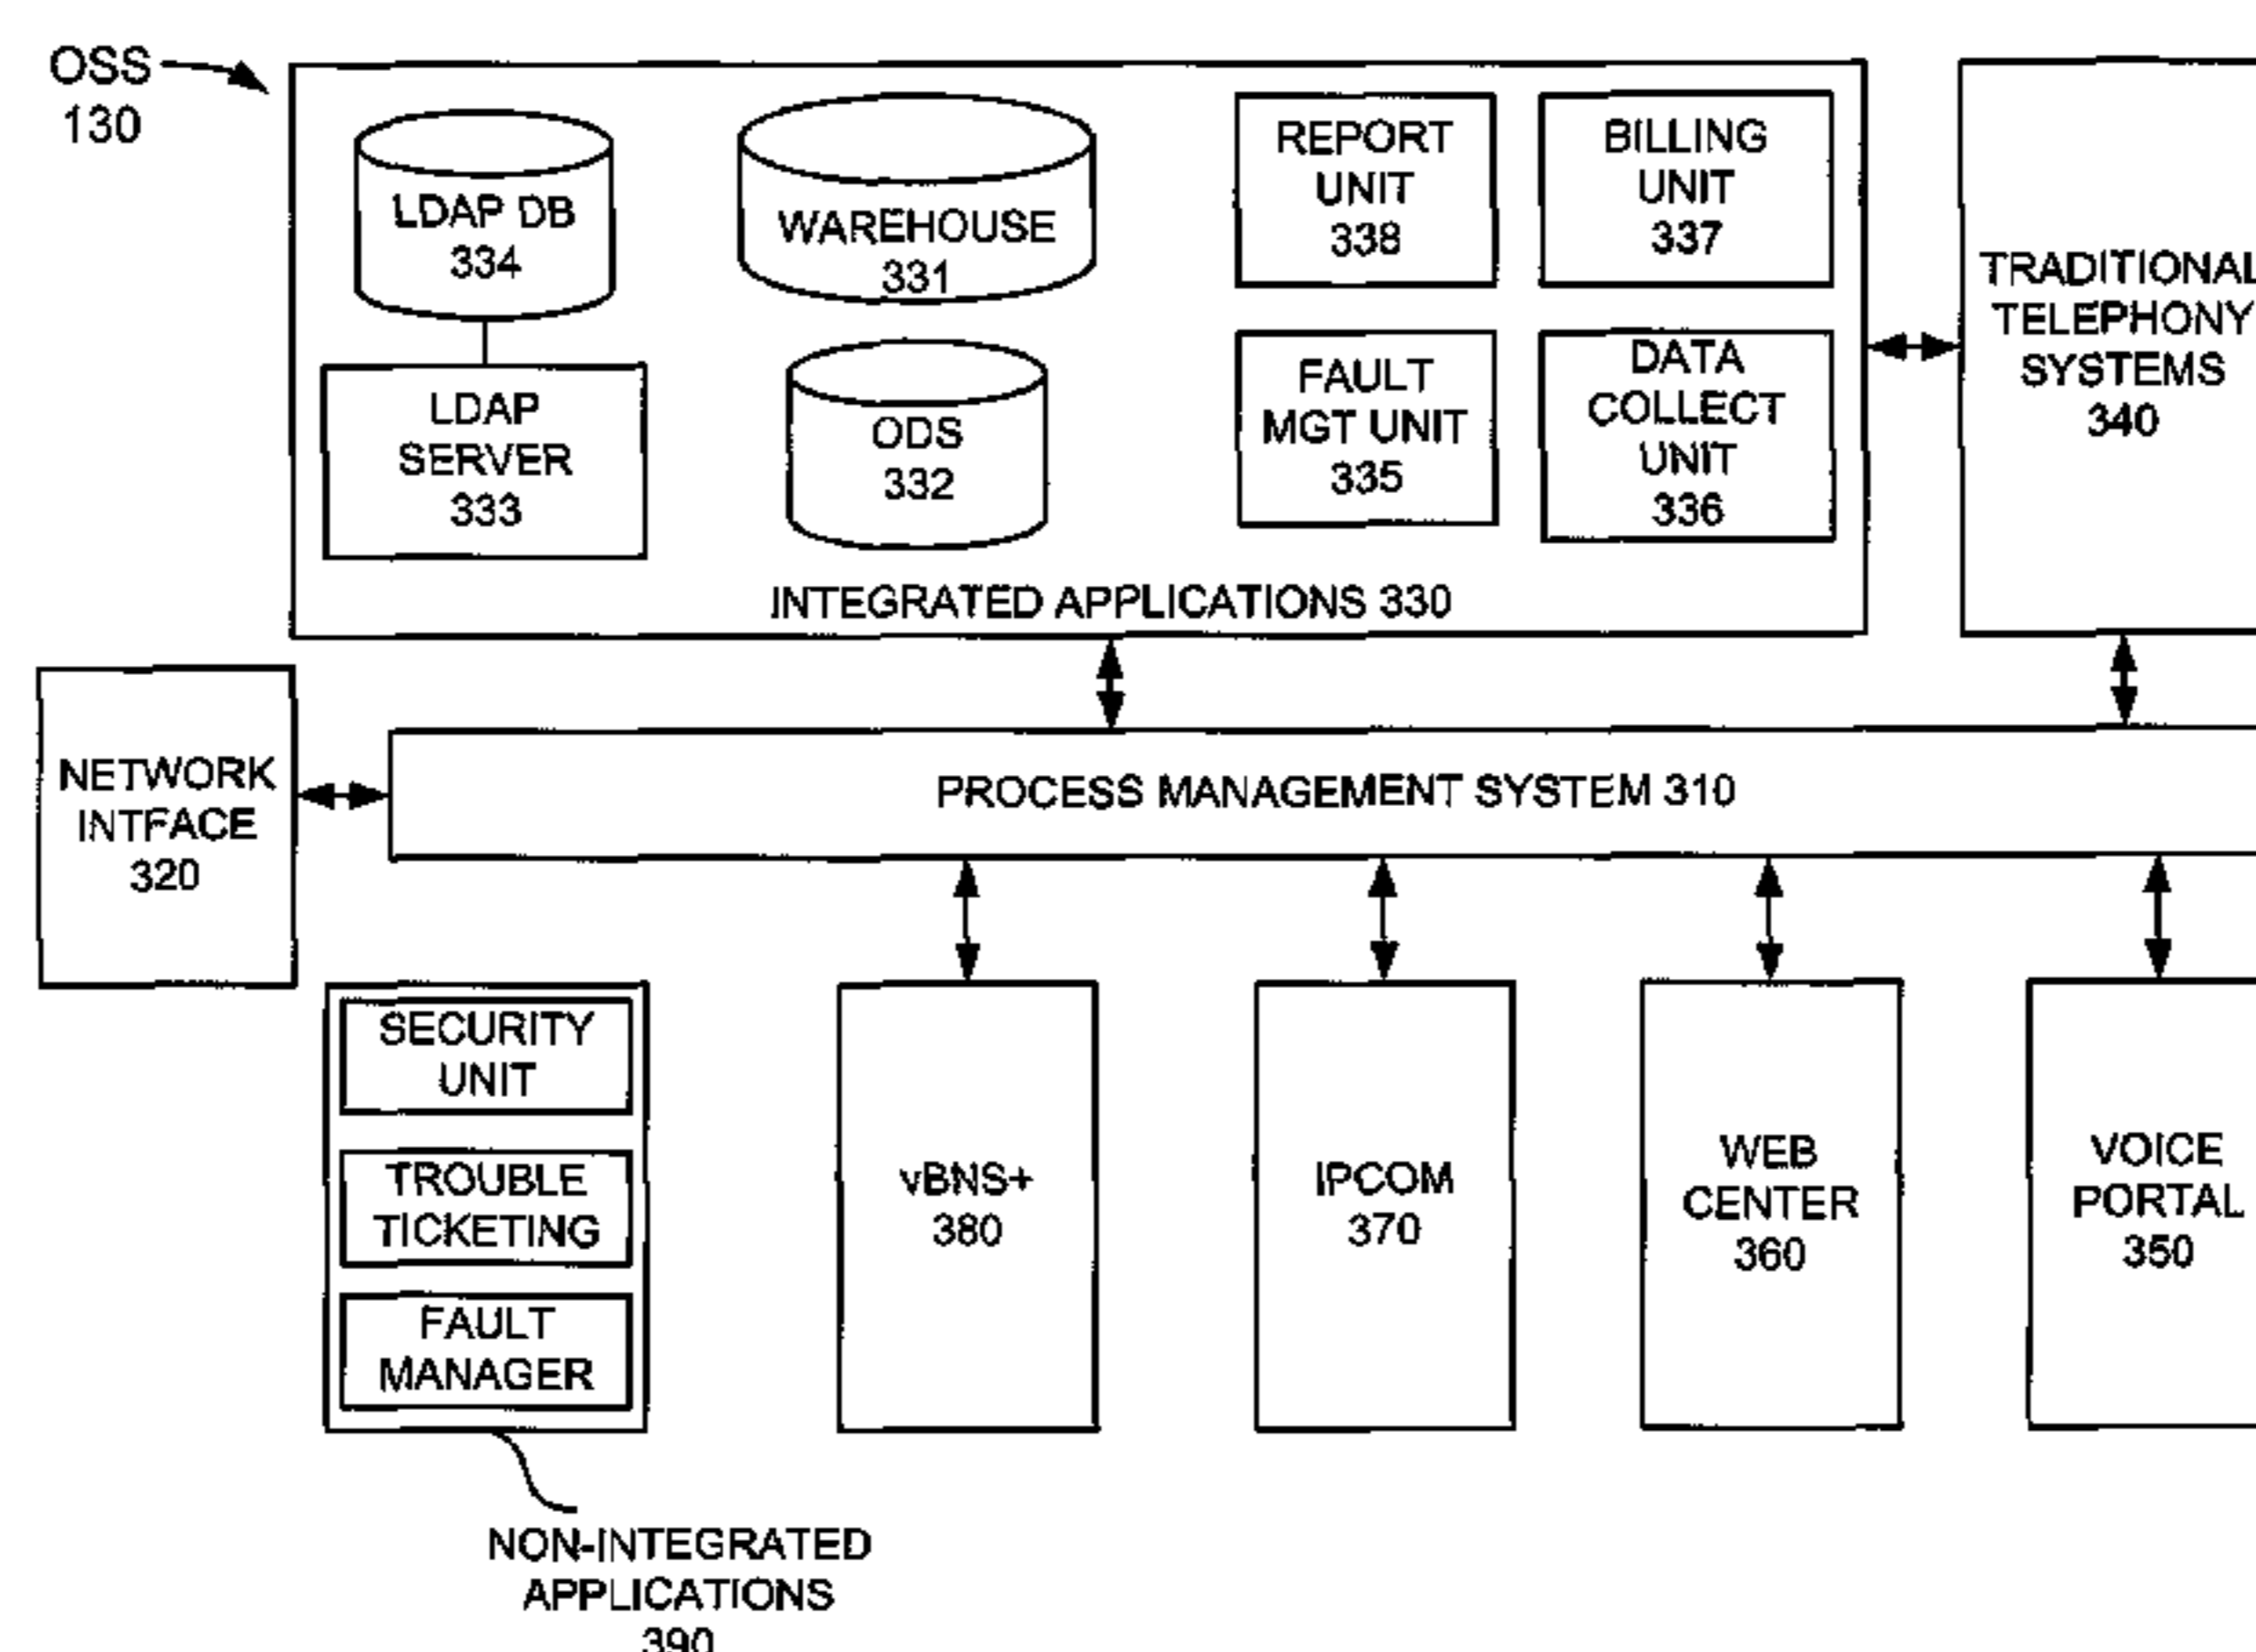 OSS
130
LDAP DB
334
WAREHOUSE
331
REPORT
UNIT
338
BILLING
UNIT
337
TRADITIONAL
TELEPHONY
SYSTEMS
340
LDAP
SERVER
333
ODS
332
FAULT
MGT UNIT
335
DATA
COLLECT
UNIT
336
INTEGRATED APPLICATIONS 330
NETWORK
INTFACE
320
PROCESS MANAGEMENT SYSTEM 310
SECURITY
UNIT
TROUBLE
TICKETING
FAULT
MANAGER
vBNS+
380
IPCOM
370
WEB
CENTER
360
VOICE
PORTAL
350
NON-INTEGRATED
APPLICATIONS
390